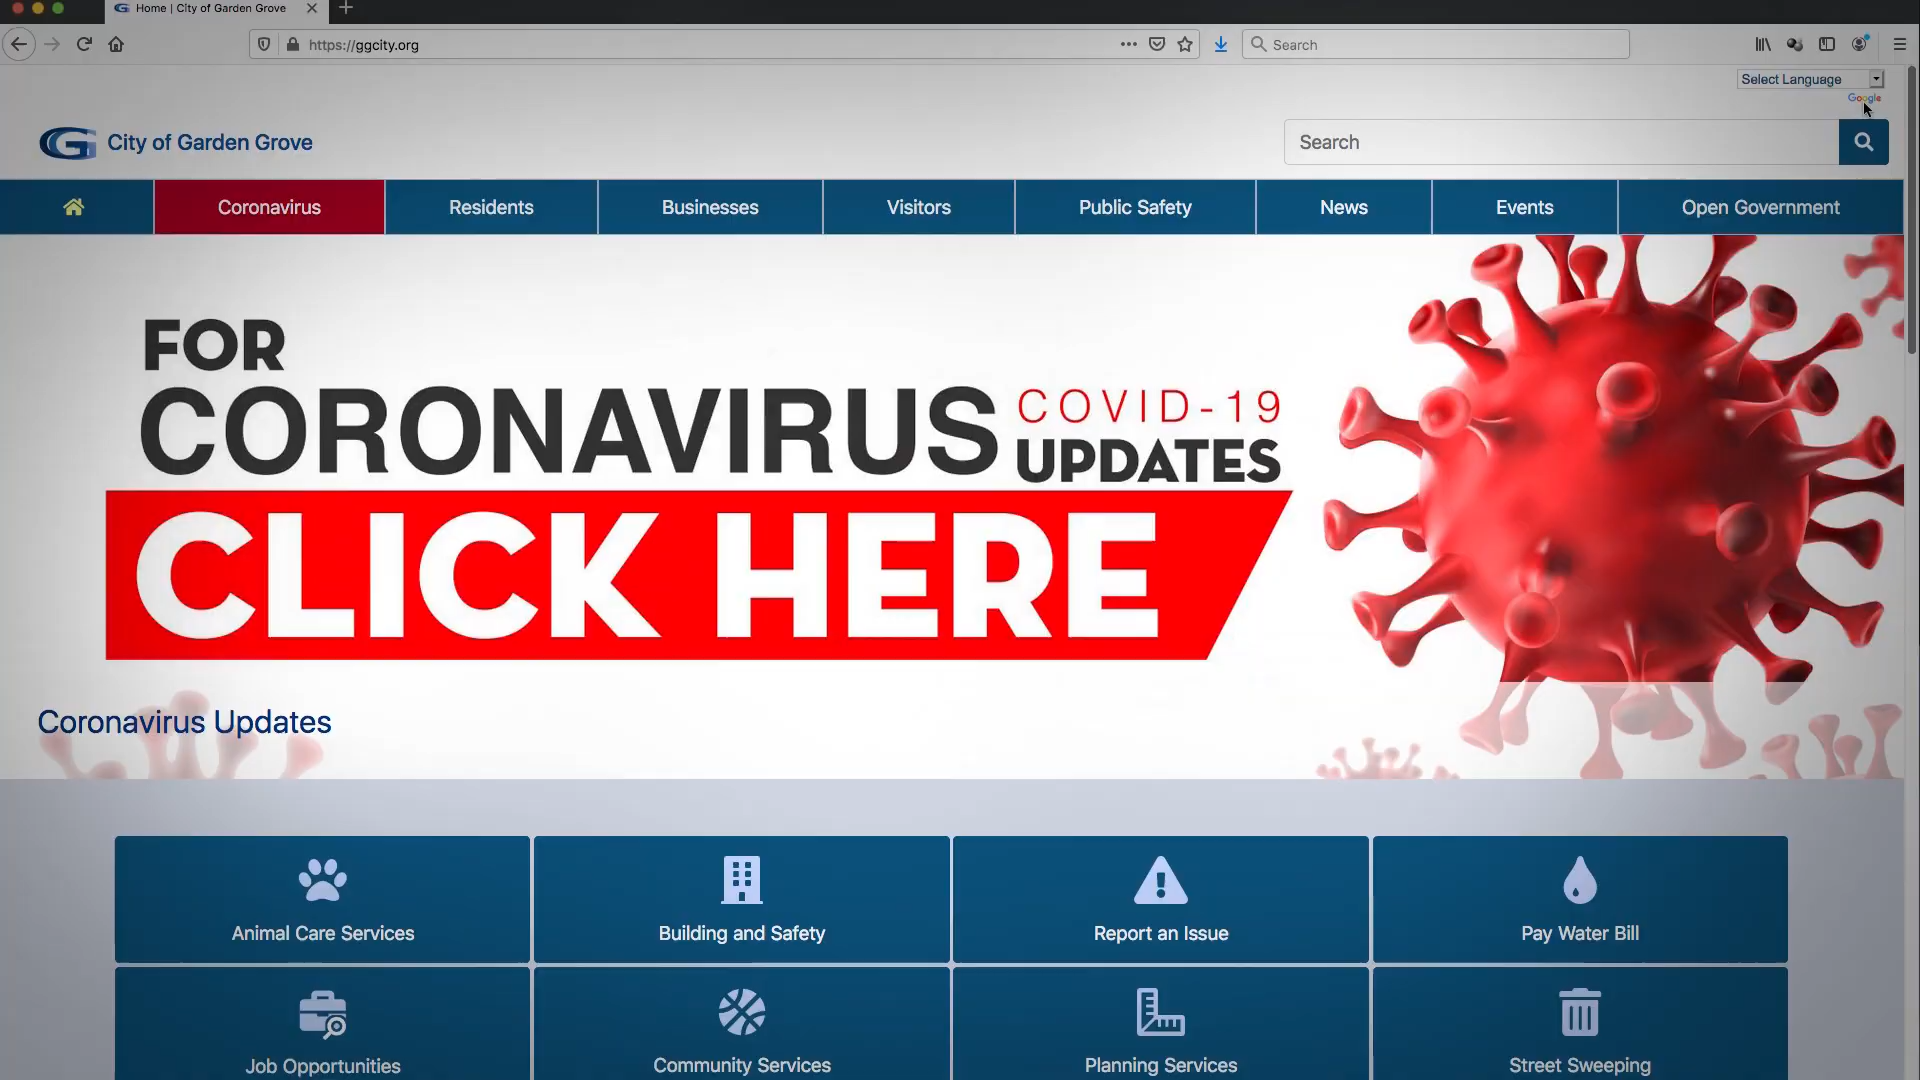 Home | City of Garden Grove
https://ggcity.org
Search
Select Language
Google
City of Garden Grove
Search
Coronavirus
Residents
Businesses
Visitors
Public Safety
News
Events
Open Government
FOR
CORONAVIRUS COVID-19 UPDATES
CLICK HERE
Coronavirus Updates
Animal Care Services
Building and Safety
Report an Issue
Pay Water Bill
Job Opportunities
Community Services
Planning Services
Street Sweeping